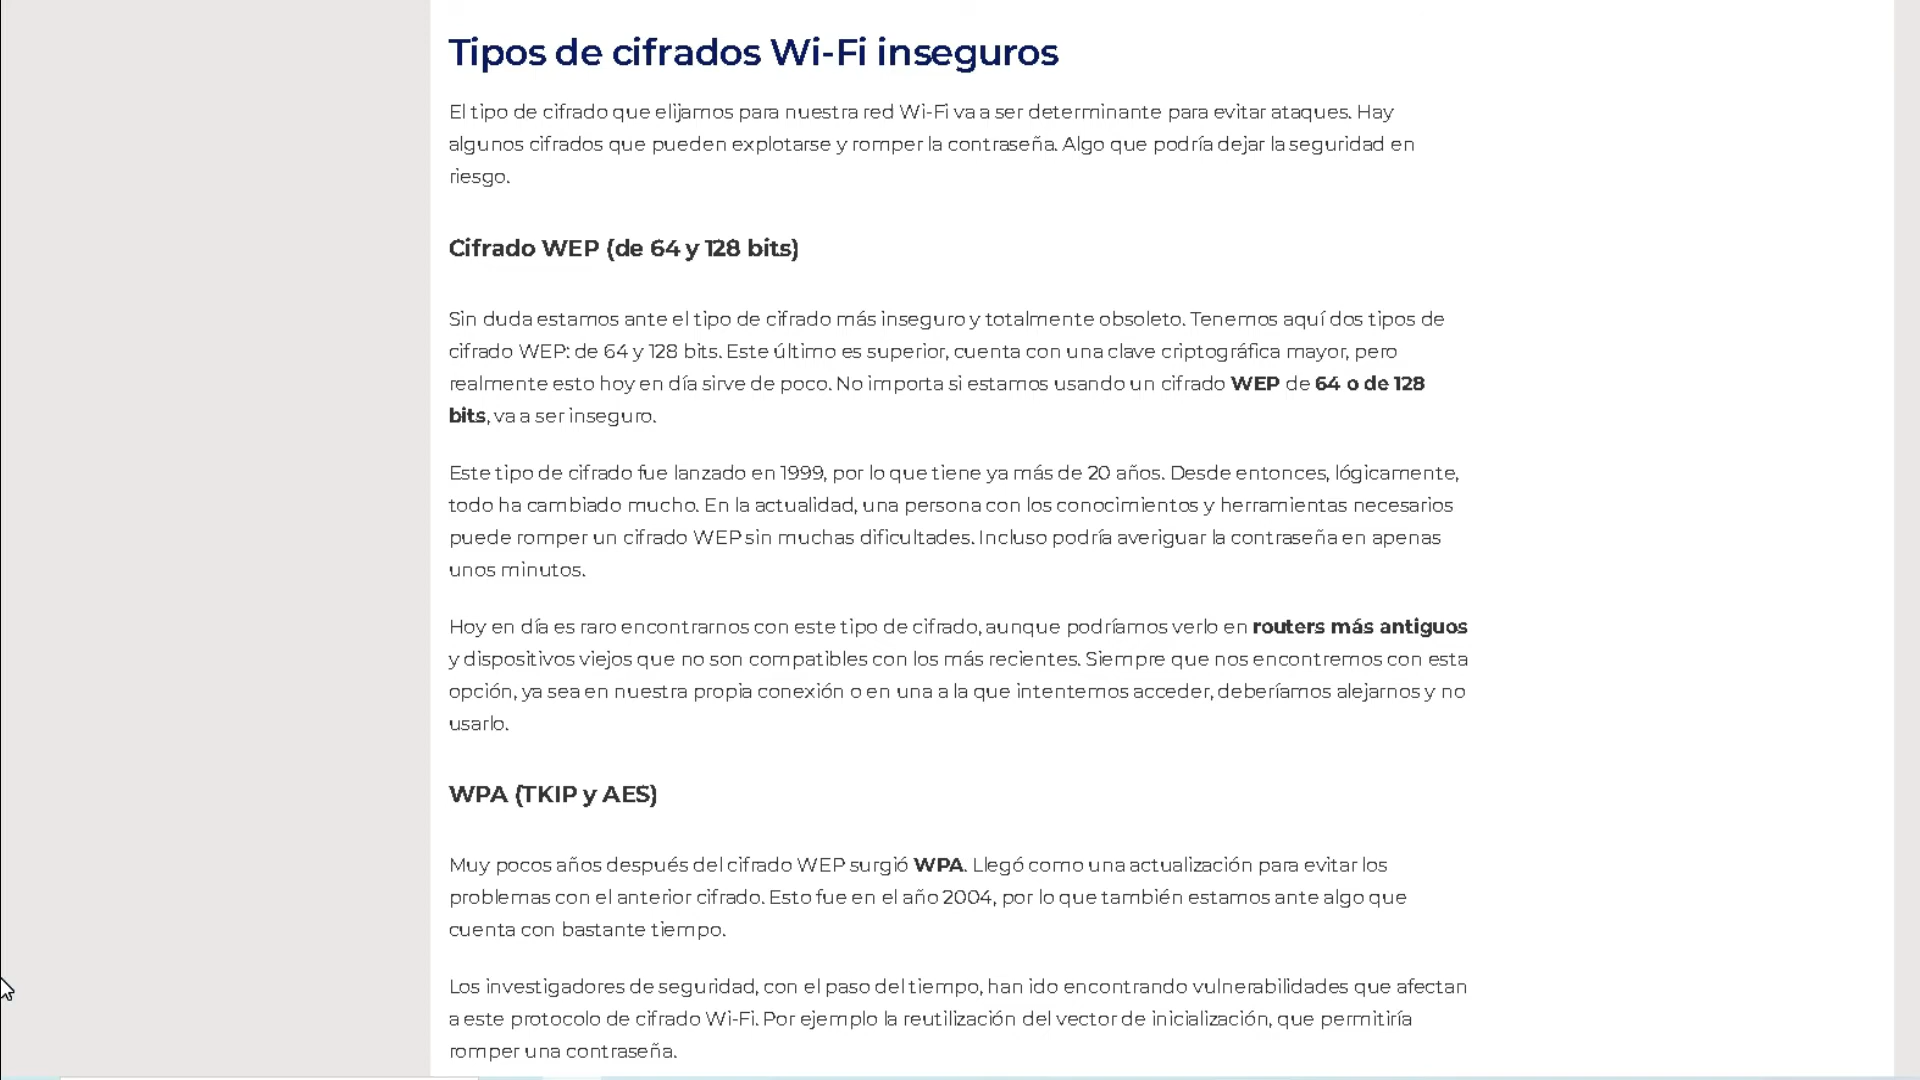 Tipos de cifrados Wi-Fi inseguros
El tipo de cifrado que elijamos para nuestra red Wi-Fi va a ser determinante para evitar ataques. Hay
algunos cifrados que pueden explotarse y romper la contraseña. Algo que podría dejar la seguridad en
riesgo.
Cifrado WEP (de 64 y 128 bits)
Sin duda estamos ante el tipo de cifrado más inseguro y totalmente obsoleto. Tenemos aquí dos tipos de
cifrado WEP: de 64 y 128 bits. Este último es superior, cuenta con una clave criptográfica mayor, pero
realmente esto hoy en día sirve de poco. No importa si estamos usando un cifrado WEP de 64 o de 128
bits, va a ser inseguro.
Este tipo de cifrado fue lanzado en 1999, por lo que tiene ya más de 20 años. Desde entonces, lógicamente,
todo ha cambiado mucho. En la actualidad, una persona con los conocimientos y herramientas necesarios
puede romper un cifrado WEP sin muchas dificultades. Incluso podría averiguar la contraseña en apenas
unos minutos.
Hoy en día es raro encontrarnos con este tipo de cifrado, aunque podríamos verlo en routers más antiguos
y dispositivos viejos que no son compatibles con los más recientes. Siempre que nos encontremos con esta
opción, ya sea en nuestra propia conexión o en una a la que intentemos acceder, deberíamos alejarnos y no
usarlo.
WPA (TKIP y AES)
Muy pocos años después del cifrado WEP surgió WPA. Llegó como una actualización para evitar los
problemas con el anterior cifrado. Esto fue en el año 2004, por lo que también estamos ante algo que
cuenta con bastante tiempo.
Los investigadores de seguridad, con el paso del tiempo, han ido encontrando vulnerabilidades que afectan
a este protocolo de cifrado Wi-Fi. Por ejemplo la reutilización del vector de inicialización, que permitiría
romper una contraseña.